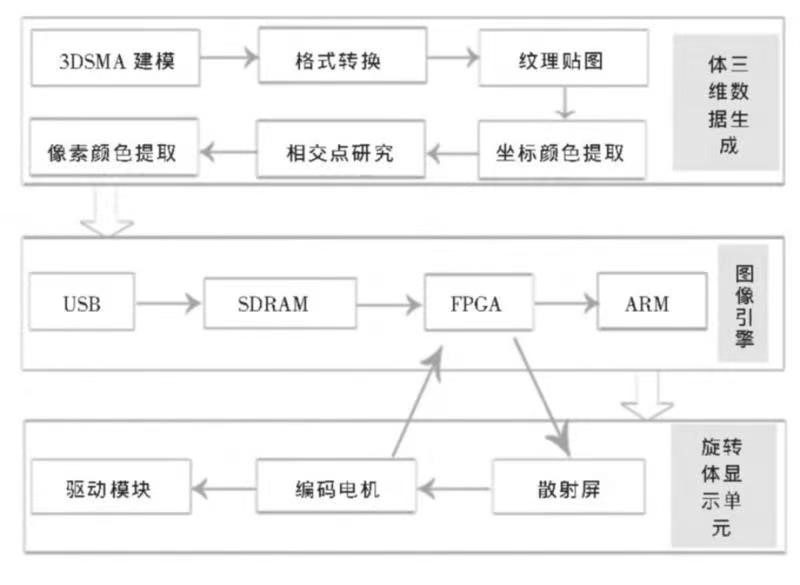 3DSMA 建模
格式转换
纹理贴图
体三
维数
据生
成
像素颜色提取
相交点研究
坐标颜色提取
USB
SDRAM
FPGA
ARM
图
像
引
擎
驱动模块
编码电机
散射屏
旋转
体显
示单
元